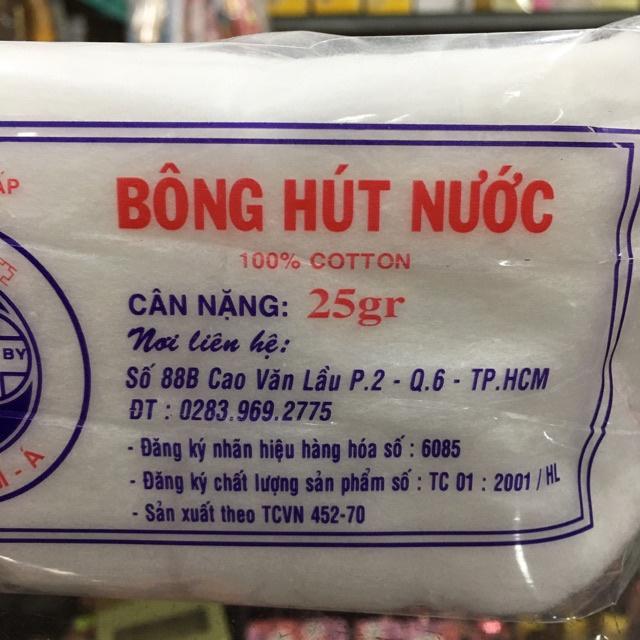 ẤP
BÔNG HÚT NƯỚC
100% COTTON
CÂN NẶNG: 25gr
Nơi liên hệ:
Số 88B Cao Văn Lầu P.2 - Q.6 - TP.HCM
ĐT : 0283.969.2775
- Đăng ký nhãn hiệu hàng hóa số : 6085
- Đăng ký chất lượng sản phẩm số : TC 01 : 2001 / HL
- Sản xuất theo TCVN 452-70
BY
- Á